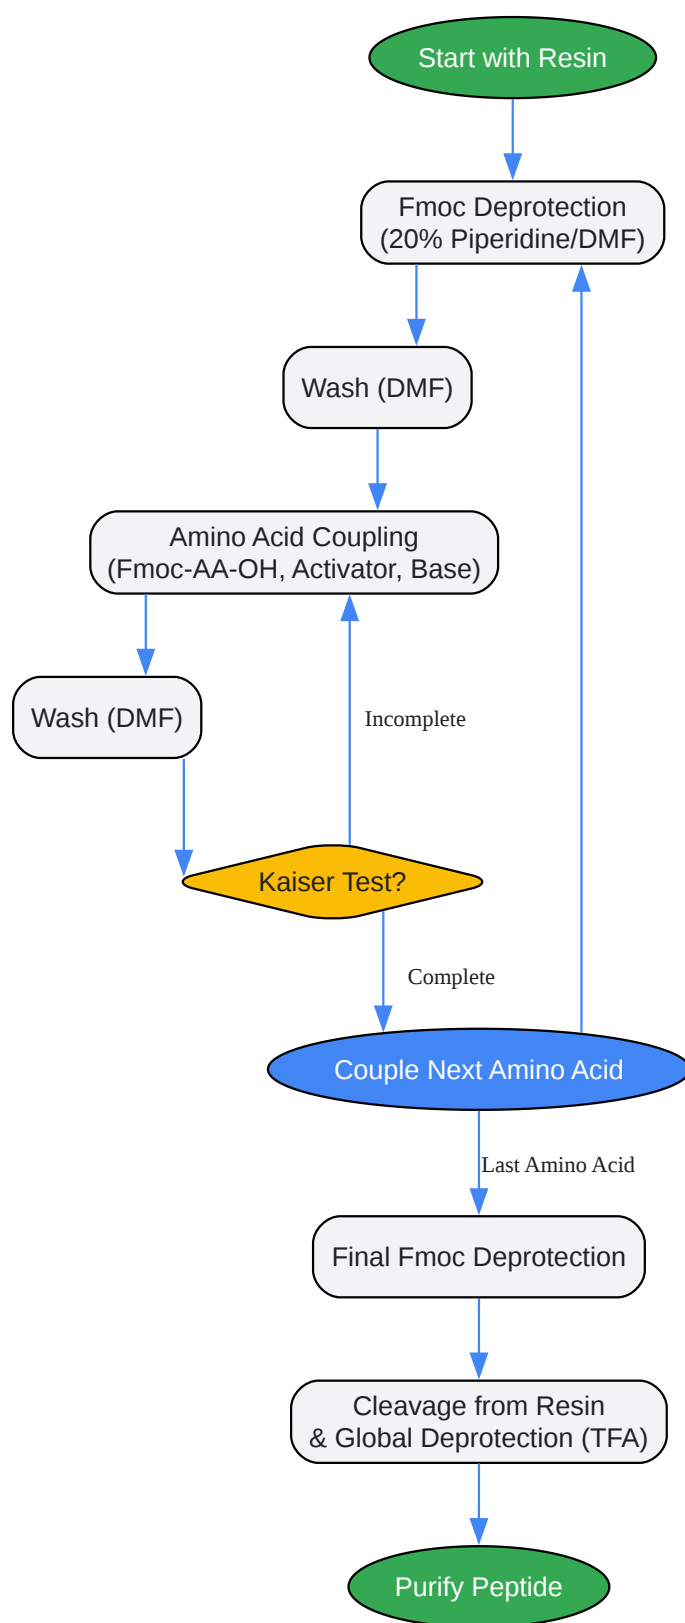 Start with Resin
Fmoc Deprotection
(20% Piperidine/DMF)
Wash (DMF)
Amino Acid Coupling
(Fmoc-AA-OH, Activator, Base)
Wash (DMF)
Incomplete
Kaiser Test?
Complete
Couple Next Amino Acid
Last Amino Acid
Final Fmoc Deprotection
Cleavage from Resin
& Global Deprotection (TFA)
Purify Peptide